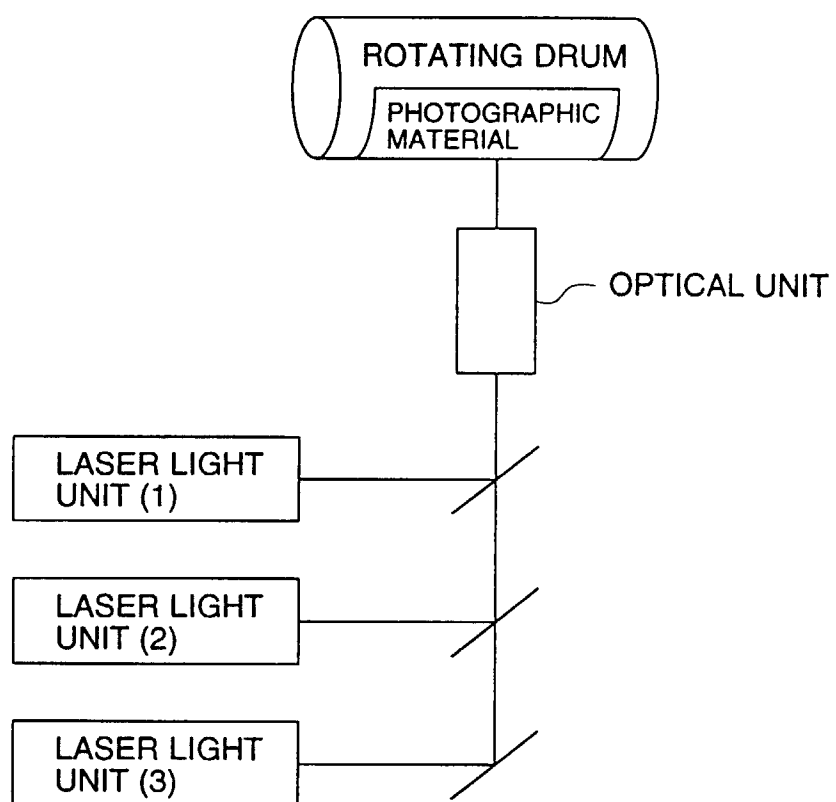 ROTATING DRUM
PHOTOGRAPHIC
MATERIAL
OPTICAL UNIT
LASER LIGHT
UNIT (1)
LASER LIGHT
UNIT (2)
LASER LIGHT
UNIT (3)